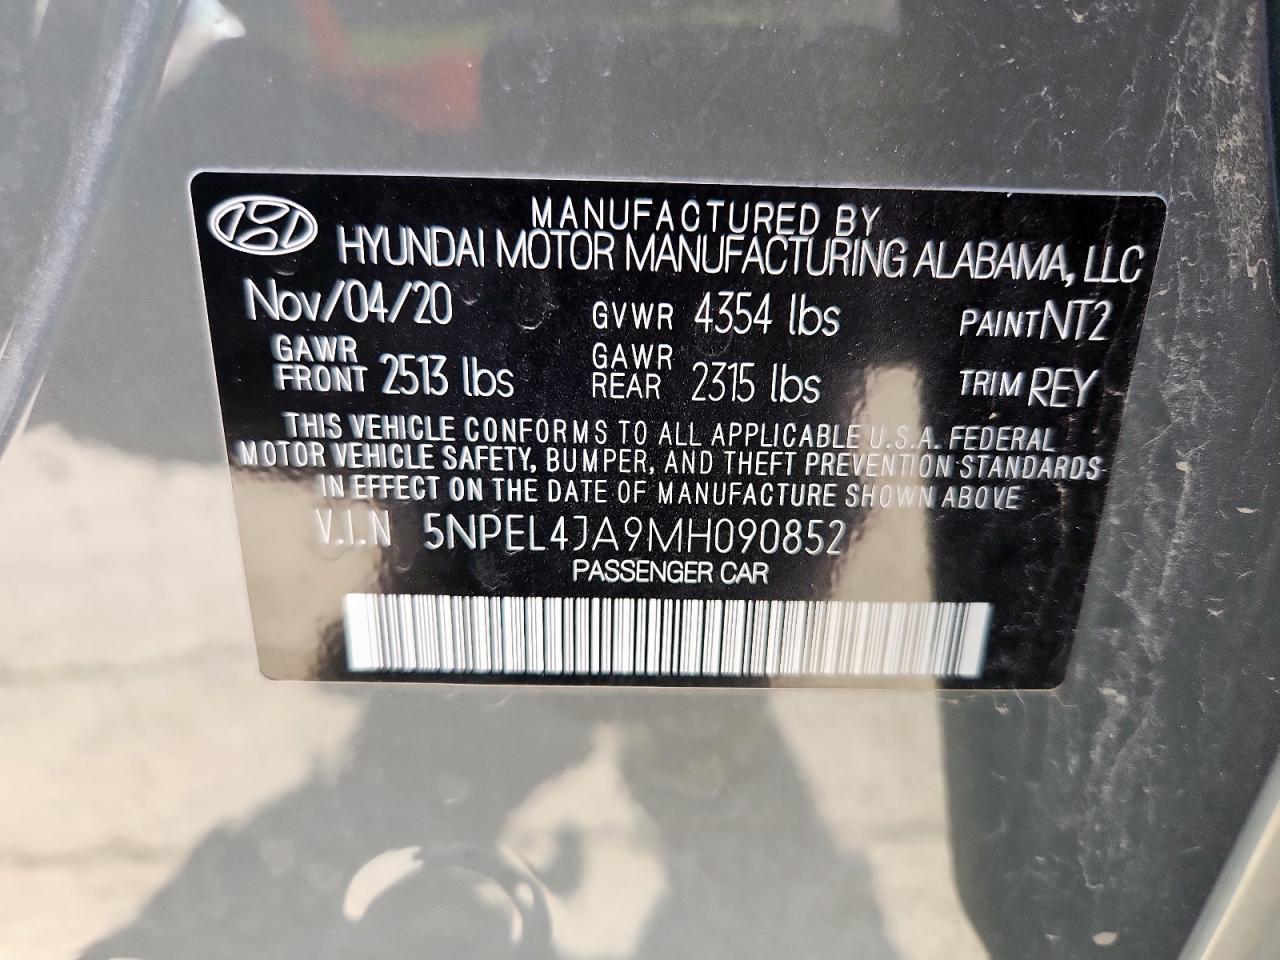 MANUFACTURED BY
HYUNDAI MOTOR MANUFACTURING ALABAMA, LLC
Nov/04/20 GVWR 4354 lbs PAINT NT2
GAWR FRONT 2513 lbs GAWR REAR 2315 lbs TRIM REY
THIS VEHICLE CONFORMS TO ALL APPLICABLE U.S.A. FEDERAL
MOTOR VEHICLE SAFETY, BUMPER, AND THEFT PREVENTION STANDARDS
IN EFFECT ON THE DATE OF MANUFACTURE SHOWN ABOVE
V.I.N 5NPEL4JA9MH090852
PASSENGER CAR